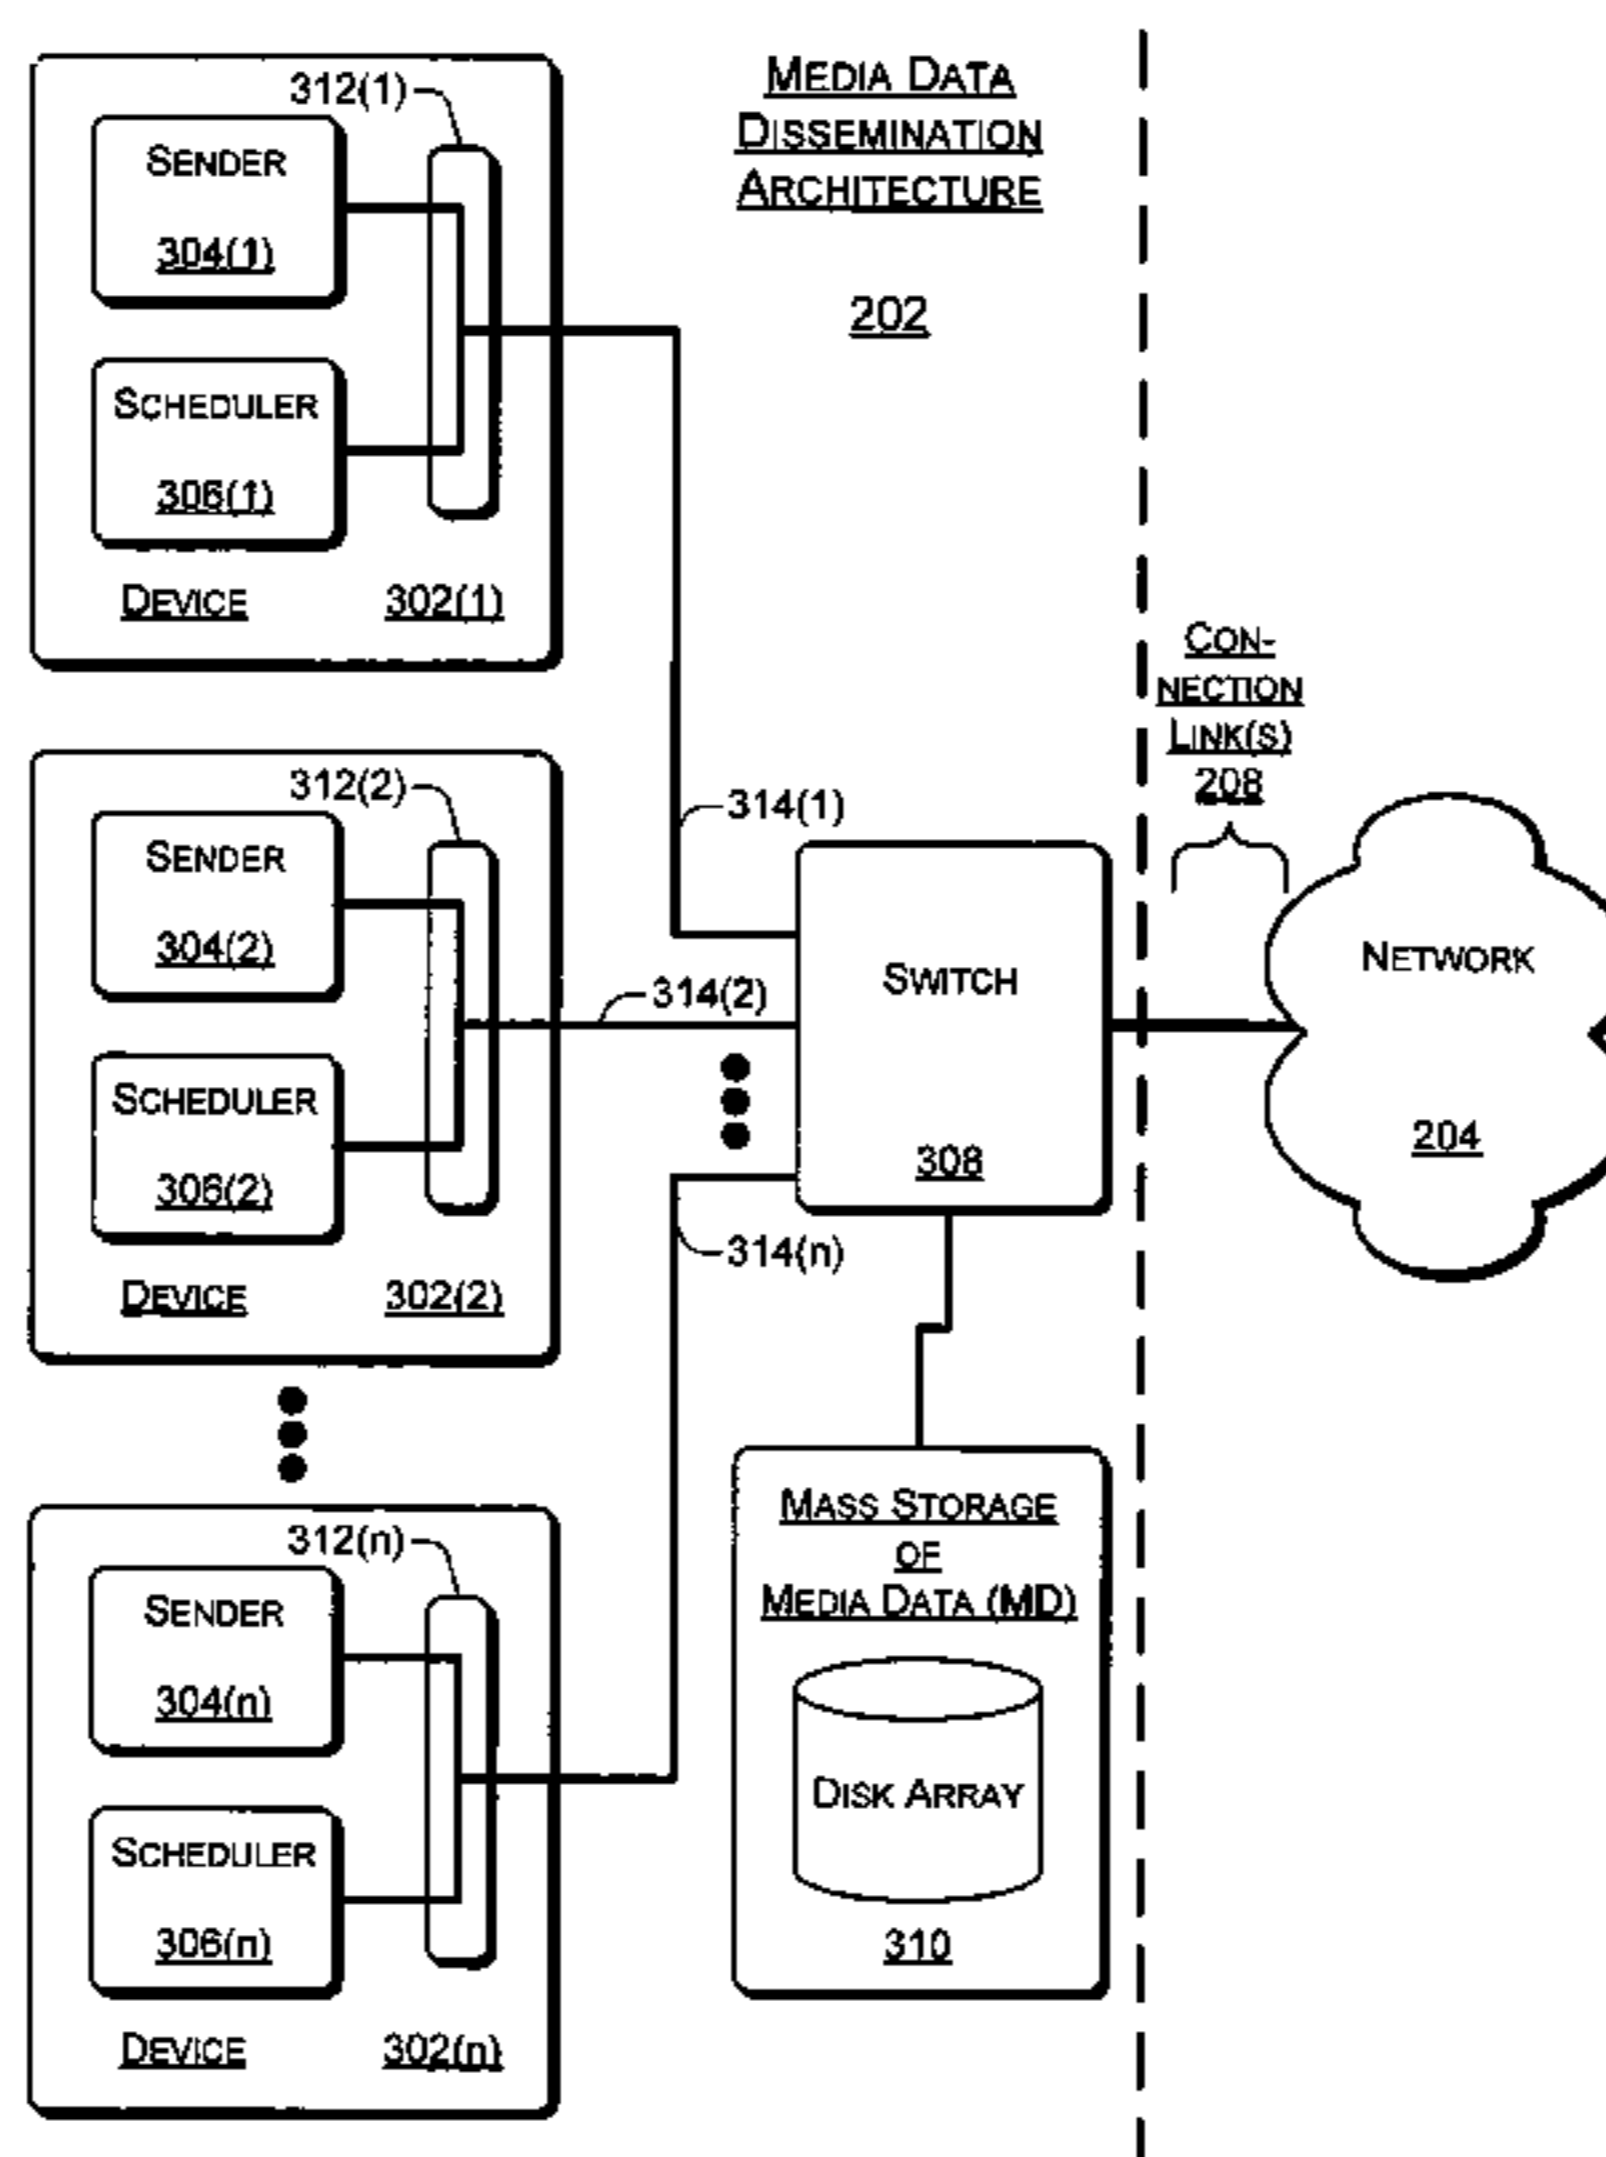 MEDIA DATA
DISSEMINATION
ARCHITECTURE
202
312(1)
SENDER
304(1)
SCHEDULER
306(1)
DEVICE 302(1)
312(2)
SENDER
304(2)
SCHEDULER
306(2)
DEVICE 302(2)
312(n)
SENDER
304(n)
SCHEDULER
306(n)
DEVICE 302(n)
314(1)
314(2)
314(n)
SWITCH
308
MASS STORAGE
OF
MEDIA DATA (MD)
DISK ARRAY
310
CON-
NECTION
LINK(S)
208
NETWORK
204